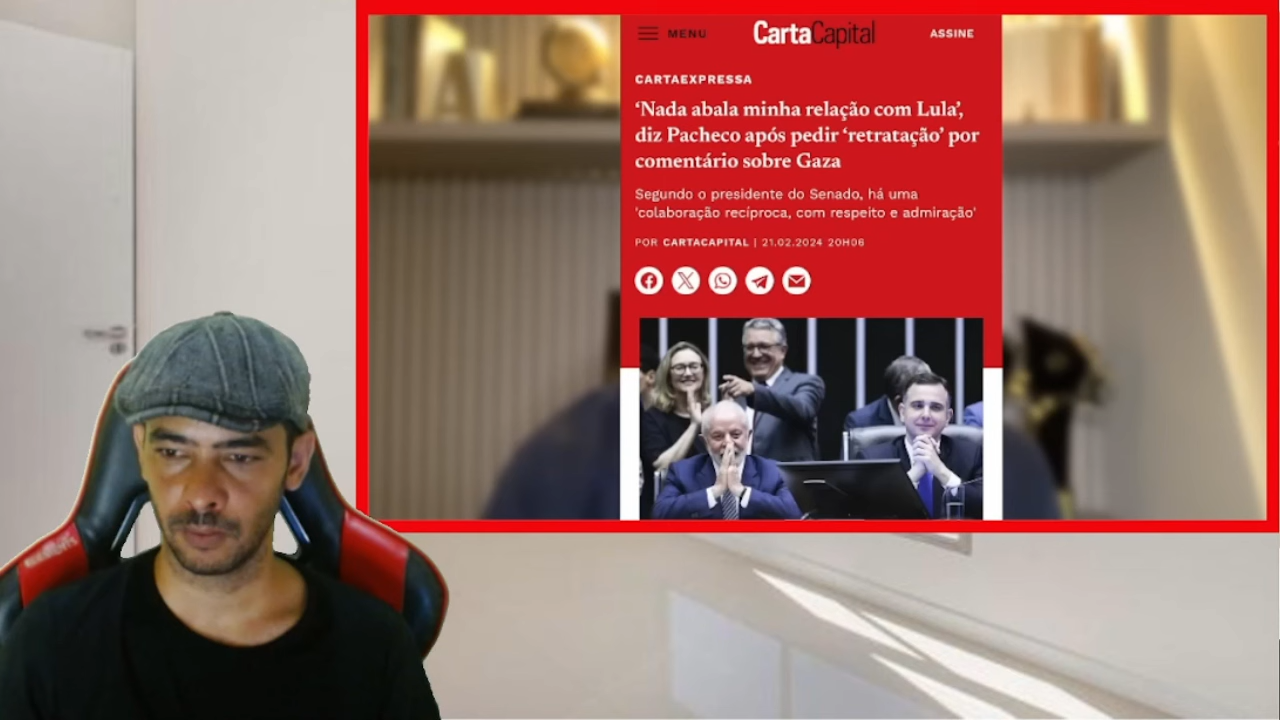 MENU
CartaCapital
ASSINE
CARTAEXPRESSA
‘Nada abala minha relação com Lula’,
diz Pacheco após pedir ‘retratação’ por
comentário sobre Gaza
Segundo o presidente do Senado, há uma
'colaboração recíproca, com respeito e admiração'
POR CARTACAPITAL | 21.02.2024 20H06